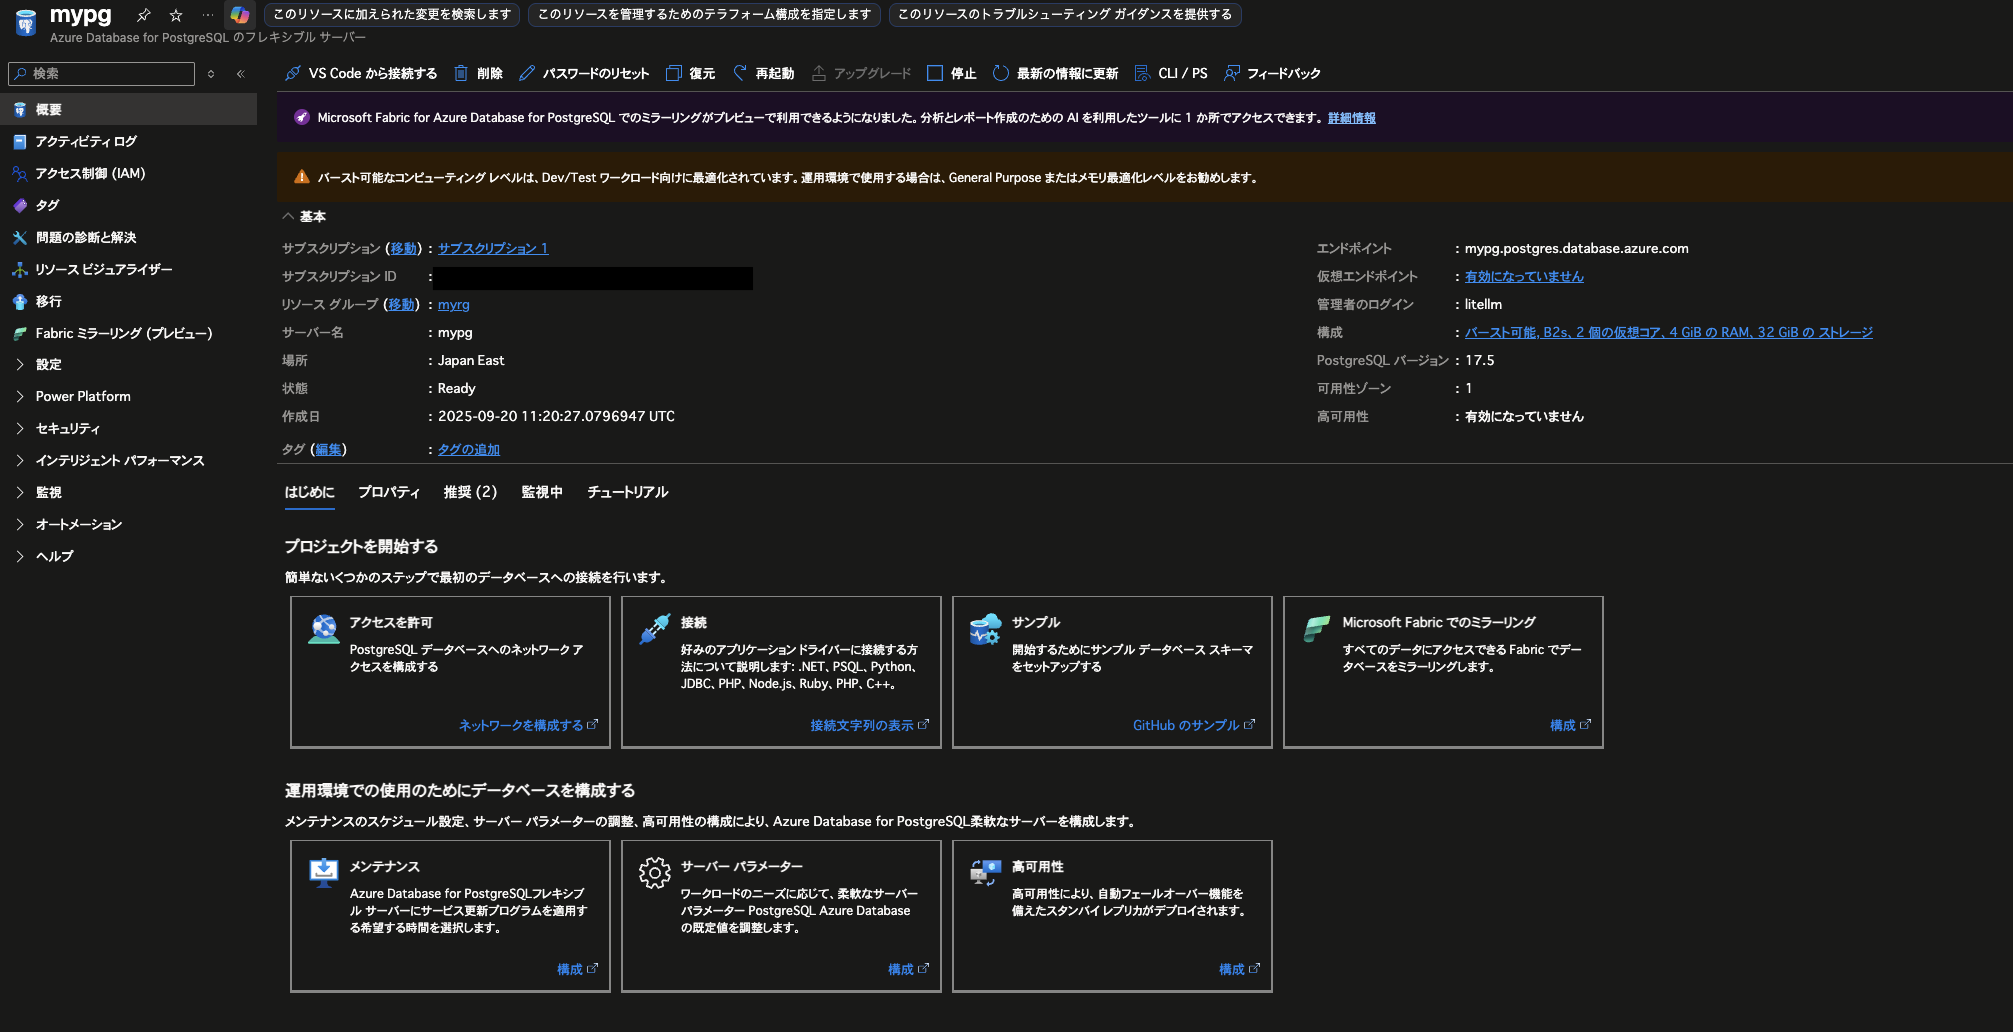 mypg
このリソースに加えられた変更を検索します
このリソースを管理するためのテラフォーム構成を指定します
このリソースのトラブルシューティング ガイダンスを提供する
Azure Database for PostgreSQL のフレキシブル サーバー
検索
概要
アクティビティ ログ
アクセス制御 (IAM)
タグ
問題の診断と解決
リソース ビジュアライザー
移行
Fabric ミラーリング (プレビュー)
設定
Power Platform
セキュリティ
インテリジェント パフォーマンス
監視
オートメーション
ヘルプ
VS Code から接続する
削除
パスワードのリセット
復元
再起動
アップグレード
停止
最新の情報に更新
CLI / PS
フィードバック
Microsoft Fabric for Azure Database for PostgreSQL でのミラーリングがプレビューで利用できるようになりました。分析とレポート作成のための AI を利用したツールに 1 か所でアクセスできます。 詳細情報
バースト可能なコンピューティング レベルは、Dev/Test ワークロード向けに最適化されています。運用環境で使用する場合は、General Purpose またはメモリ最適化レベルをお勧めします。
基本
サブスクリプション (移動) : サブスクリプション 1
サブスクリプション ID :
リソース グループ (移動) : myrg
サーバー名 : mypg
場所 : Japan East
状態 : Ready
作成日 : 2025-09-20 11:20:27.0796947 UTC
タグ (編集) : タグの追加
エンドポイント : mypg.postgres.database.azure.com
仮想エンドポイント : 有効になっていません
管理者のログイン : litellm
構成 : バースト可能, B2s、2 個の仮想コア、4 GiB の RAM、32 GiB の ストレージ
PostgreSQL バージョン : 17.5
可用性ゾーン : 1
高可用性 : 有効になっていません
はじめに
プロパティ
推奨 (2)
監視中
チュートリアル
プロジェクトを開始する
簡単ないくつかのステップで最初のデータベースへの接続を行います。
アクセスを許可
PostgreSQL データベースへのネットワーク ア
クセスを構成する
ネットワークを構成する
接続
好みのアプリケーション ドライバーに接続する方
法について説明します: .NET、PSQL、Python、
JDBC、PHP、Node.js、Ruby、PHP、C++。
接続文字列の表示
サンプル
開始するためにサンプル データベース スキーマ
をセットアップする
GitHub のサンプル
Microsoft Fabric でのミラーリング
すべてのデータにアクセスできる Fabric でデー
タベースをミラーリングします。
構成
運用環境での使用のためにデータベースを構成する
メンテナンスのスケジュール設定、サーバー パラメーターの調整、高可用性の構成により、Azure Database for PostgreSQL柔軟なサーバーを構成します。
メンテナンス
Azure Database for PostgreSQLフレキシブ
ル サーバーにサービス更新プログラムを適用す
る希望する時間を選択します。
構成
サーバー パラメーター
ワークロードのニーズに応じて、柔軟なサーバー
パラメーター PostgreSQL Azure Database
の既定値を調整します。
構成
高可用性
高可用性により、自動フェールオーバー機能を
備えたスタンバイ レプリカがデプロイされます。
構成